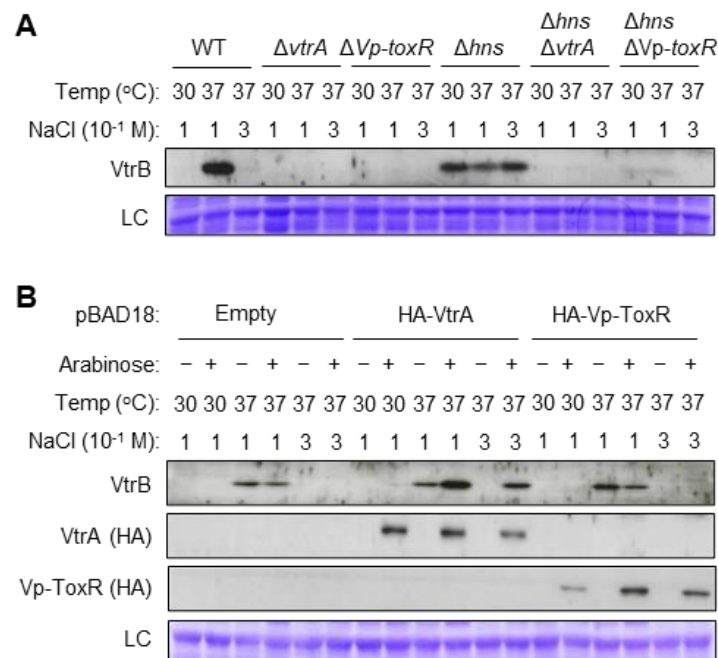 A
WT ΔvtrA ΔVp-toxR Δhns Δhns ΔvtrA Δhns ΔVp-toxR
Temp (°C): 30 37 37 30 37 37 30 37 37 30 37 37 30 37 37 30 37 37
NaCl (10-1 M): 1 1 3 1 1 3 1 1 3 1 1 3 1 1 3 1 1 3
VtrB
LC
B
pBAD18: Empty HA-VtrA HA-Vp-ToxR
Arabinose: – + – + – + – + – + – + – + – + – +
Temp (°C): 30 30 37 37 37 37 30 30 37 37 37 37 30 30 37 37 37 37
NaCl (10-1 M): 1 1 1 1 3 3 1 1 1 1 3 3 1 1 1 1 3 3
VtrB
VtrA (HA)
Vp-ToxR (HA)
LC